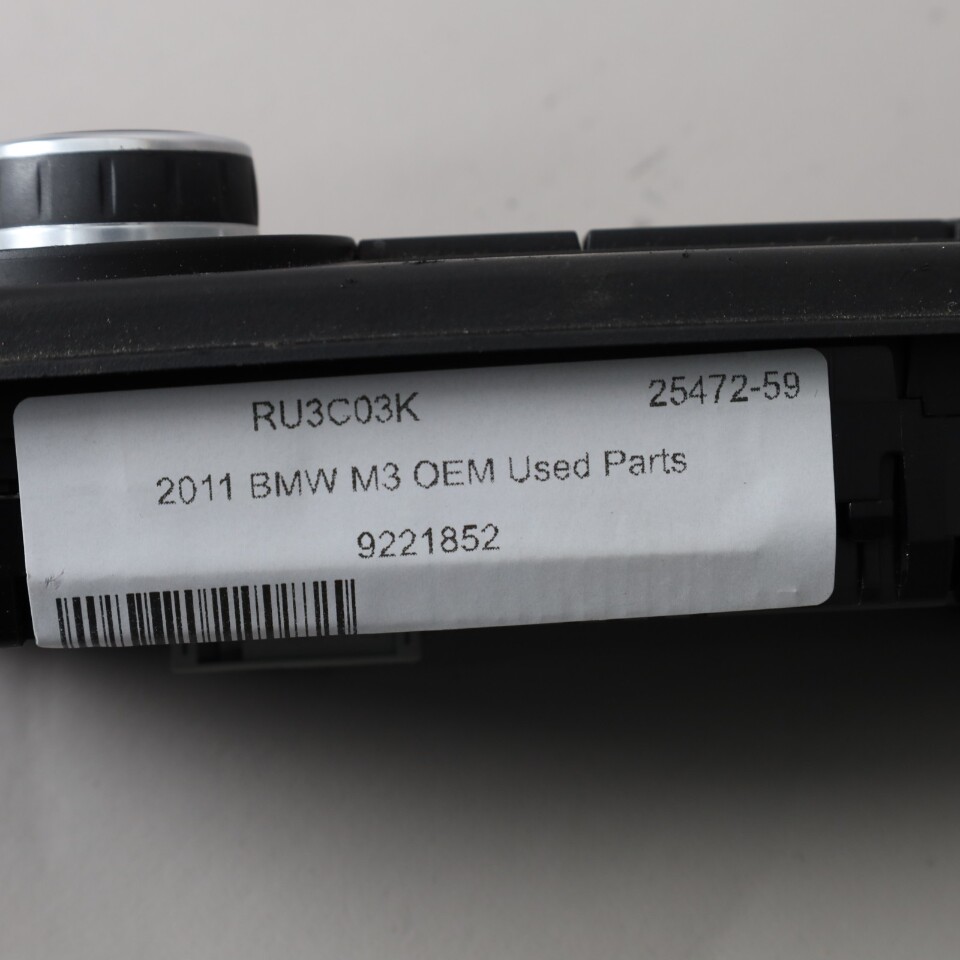 RU3C03K 25472-59
2011 BMW M3 OEM Used Parts
9221852